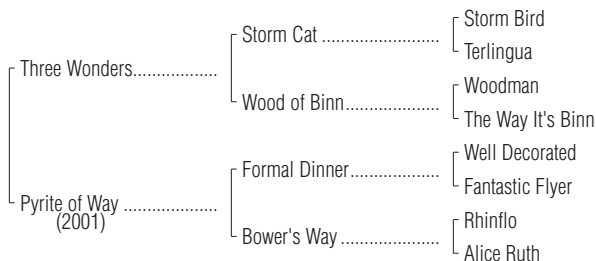 Storm Bird
Storm Cat ..........................
Terlingua
Three Wonders..................
Woodman
Wood of Binn.....................
The Way It's Binn
Well Decorated
Formal Dinner....................
Fantastic Flyer
Pyrite of Way ....................
(2001)
Rhinflo
Bower's Way .....................
Alice Ruth